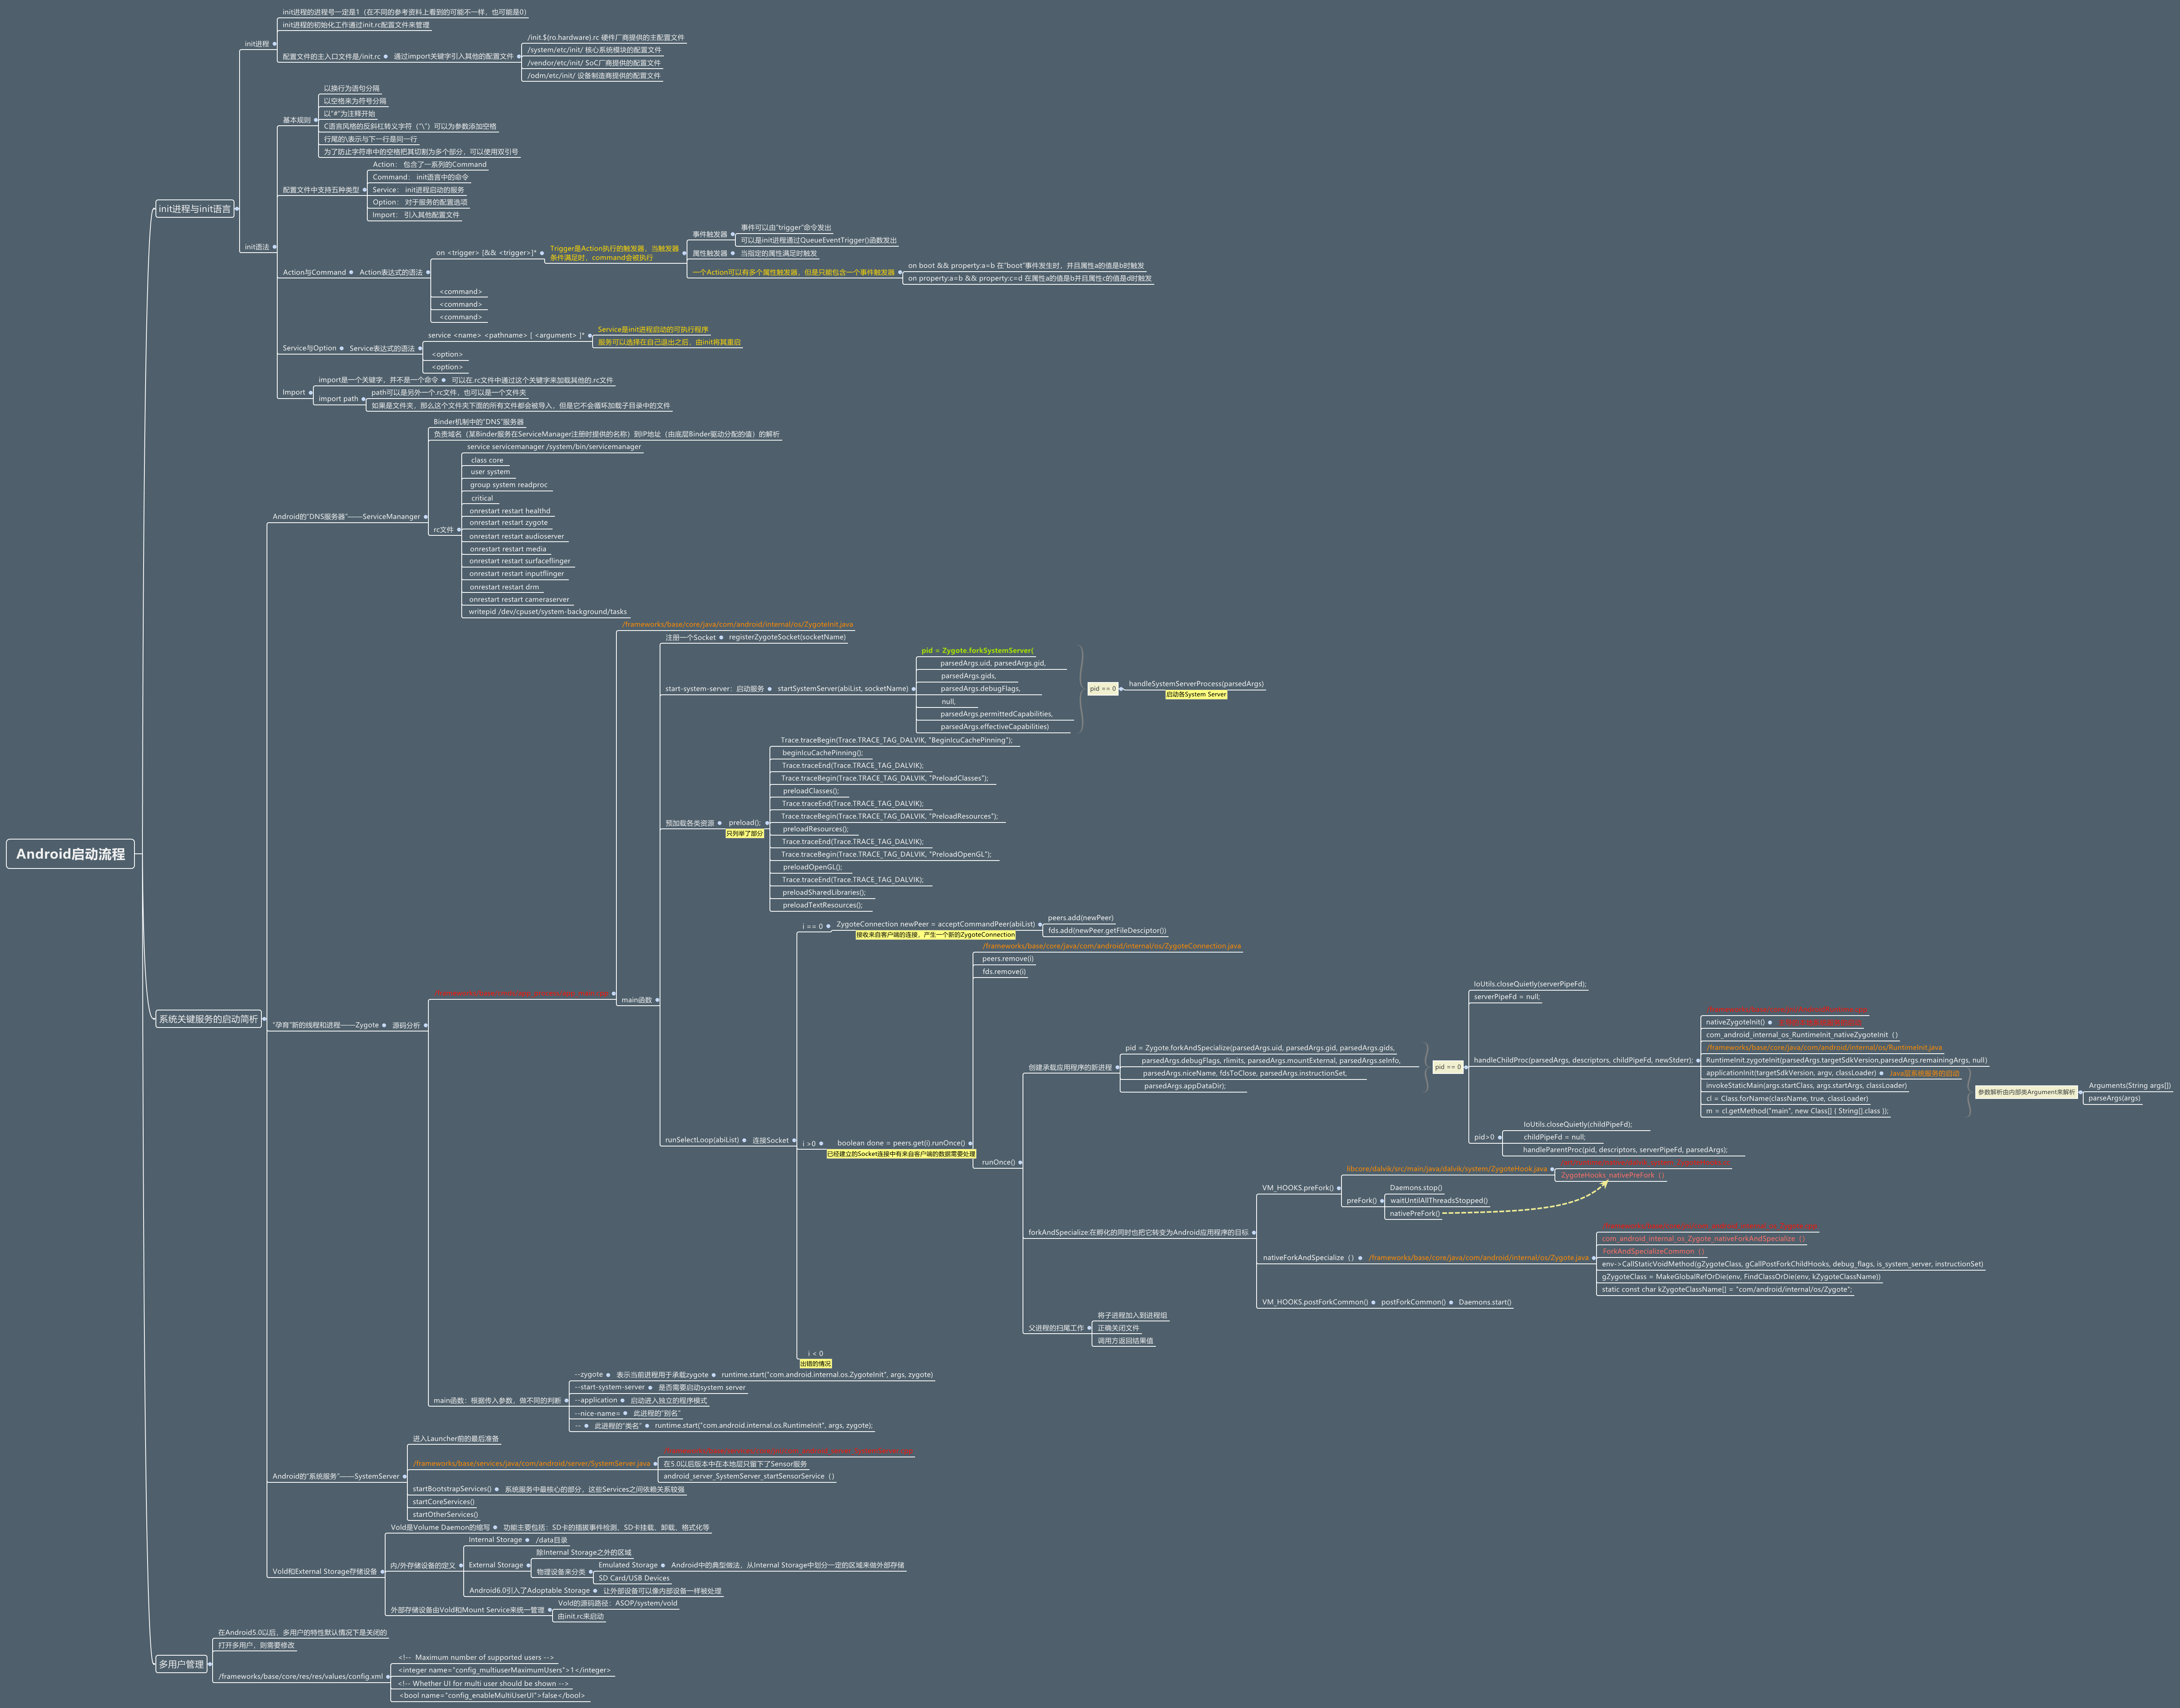 Android启动流程
init进程与init语言
init进程
init进程的进程号一定是1（在不同的参考资料上看到的可能不一样，也可能是0）
init进程的初始化工作通过init.rc配置文件来管理
配置文件的主入口文件是/init.rc
通过import关键字引入其他的配置文件
/init.${ro.hardware}.rc 硬件厂商提供的主配置文件
/system/etc/init/ 核心系统模块的配置文件
/vendor/etc/init/ SoC厂商提供的配置文件
/odm/etc/init/ 设备制造商提供的配置文件
init语法
基本规则
以换行为语句分隔
以空格来为符号分隔
以"#"为注释开始
C语言风格的反斜杠转义字符（"\"）可以为参数添加空格
行尾的\表示与下一行是同一行
为了防止字符串中的空格把其切割为多个部分，可以使用双引号
配置文件中支持五种类型
Action： 包含了一系列的Command
Command： init语言中的命令
Service： init进程启动的服务
Option： 对于服务的配置选项
Import： 引入其他配置文件
Action与Command
Action表达式的语法
on <trigger> [&& <trigger>]*
Trigger是Action执行的触发器，当触发器
条件满足时，command会被执行
事件触发器
事件可以由"trigger"命令发出
可以是init进程通过QueueEventTrigger()函数发出
属性触发器
当指定的属性满足时触发
一个Action可以有多个属性触发器，但是只能包含一个事件触发器
on boot && property:a=b 在"boot"事件发生时，并且属性a的值是b时触发
on property:a=b && property:c=d 在属性a的值是b并且属性c的值是d时触发
<command>
<command>
<command>
Service与Option
Service表达式的语法
service <name> <pathname> [ <argument> ]*
Service是init进程启动的可执行程序
服务可以选择在自己退出之后，由init将其重启
<option>
<option>
Import
import是一个关键字，并不是一个命令
可以在.rc文件中通过这个关键字来加载其他的.rc文件
import path
path可以是另外一个.rc文件，也可以是一个文件夹
如果是文件夹，那么这个文件夹下面的所有文件都会被导入，但是它不会循环加载子目录中的文件
系统关键服务的启动简析
Android的"DNS服务器"——ServiceMananger
Binder机制中的"DNS"服务器
负责域名（某Binder服务在ServiceManager注册时提供的名称）到IP地址（由底层Binder驱动分配的值）的解析
rc文件
service servicemanager /system/bin/servicemanager
class core
user system
group system readproc
critical
onrestart restart healthd
onrestart restart zygote
onrestart restart audioserver
onrestart restart media
onrestart restart surfaceflinger
onrestart restart inputflinger
onrestart restart drm
onrestart restart cameraserver
writepid /dev/cpuset/system-background/tasks
"孕育"新的线程和进程——Zygote
源码分析
/frameworks/base/core/java/com/android/internal/os/ZygoteInit.java
main函数
注册一个Socket
registerZygoteSocket(socketName)
start-system-server：启动服务
startSystemServer(abiList, socketName)
pid = Zygote.forkSystemServer(
parsedArgs.uid, parsedArgs.gid,
parsedArgs.gids,
parsedArgs.debugFlags,
null,
parsedArgs.permittedCapabilities,
parsedArgs.effectiveCapabilities)
pid == 0
handleSystemServerProcess(parsedArgs)
启动各System Server
预加载各类资源
preload();
只列举了部分
Trace.traceBegin(Trace.TRACE_TAG_DALVIK, "BeginIcuCachePinning");
beginIcuCachePinning();
Trace.traceEnd(Trace.TRACE_TAG_DALVIK);
Trace.traceBegin(Trace.TRACE_TAG_DALVIK, "PreloadClasses");
preloadClasses();
Trace.traceEnd(Trace.TRACE_TAG_DALVIK);
Trace.traceBegin(Trace.TRACE_TAG_DALVIK, "PreloadResources");
preloadResources();
Trace.traceEnd(Trace.TRACE_TAG_DALVIK);
Trace.traceBegin(Trace.TRACE_TAG_DALVIK, "PreloadOpenGL");
preloadOpenGL();
Trace.traceEnd(Trace.TRACE_TAG_DALVIK);
preloadSharedLibraries();
preloadTextResources();
runSelectLoop(abiList)
连接Socket
i == 0
ZygoteConnection newPeer = acceptCommandPeer(abiList)
接收来自客户端的连接，产生一个新的ZygoteConnection
peers.add(newPeer)
fds.add(newPeer.getFileDesciptor())
i >0
boolean done = peers.get(i).runOnce()
已经建立的Socket连接中有来自客户端的数据需要处理
/frameworks/base/core/java/com/android/internal/os/ZygoteConnection.java
peers.remove(i)
fds.remove(i)
runOnce()
创建承载应用程序的新进程
pid = Zygote.forkAndSpecialize(parsedArgs.uid, parsedArgs.gid, parsedArgs.gids,
parsedArgs.debugFlags, rlimits, parsedArgs.mountExternal, parsedArgs.seInfo,
parsedArgs.niceName, fdsToClose, parsedArgs.instructionSet,
parsedArgs.appDataDir);
pid == 0
IoUtils.closeQuietly(serverPipeFd);
serverPipeFd = null;
handleChildProc(parsedArgs, descriptors, childPipeFd, newStderr);
nativeZygoteInit()
com_android_internal_os_RuntimeInit_nativeZygoteInit（）
/frameworks/base/core/java/com/android/internal/os/RuntimeInit.java
RuntimeInit.zygoteInit(parsedArgs.targetSdkVersion,parsedArgs.remainingArgs, null)
applicationInit(targetSdkVersion, argv, classLoader)
Java层系统服务的启动
invokeStaticMain(args.startClass, args.startArgs, classLoader)
cl = Class.forName(className, true, classLoader)
m = cl.getMethod("main", new Class[] { String[].class });
参数解析由内部类Argument来解析
Arguments(String args[])
parseArgs(args)
pid>0
IoUtils.closeQuietly(childPipeFd);
childPipeFd = null;
handleParentProc(pid, descriptors, serverPipeFd, parsedArgs);
forkAndSpecialize:在孵化的同时也把它转变为Android应用程序的目标
VM_HOOKS.preFork()
libcore/dalvik/src/main/java/dalvik/system/ZygoteHook.java
ZygoteHooks_nativePreFork（）
preFork()
Daemons.stop()
waitUntilAllThreadsStopped()
nativePreFork()
nativeForkAndSpecialize（）
/frameworks/base/core/java/com/android/internal/os/Zygote.java
com_android_internal_os_Zygote_nativeForkAndSpecialize（）
ForkAndSpecializeCommon（）
env->CallStaticVoidMethod(gZygoteClass, gCallPostForkChildHooks, debug_flags, is_system_server, instructionSet)
gZygoteClass = MakeGlobalRefOrDie(env, FindClassOrDie(env, kZygoteClassName))
static const char kZygoteClassName[] = "com/android/internal/os/Zygote";
VM_HOOKS.postForkCommon()
postForkCommon()
Daemons.start()
父进程的扫尾工作
将子进程加入到进程组
正确关闭文件
调用方返回结果值
i < 0
出错的情况
main函数：根据传入参数，做不同的判断
--zygote
表示当前进程用于承载zygote
runtime.start("com.android.internal.os.ZygoteInit", args, zygote)
--start-system-server
是否需要启动system server
--application
启动进入独立的程序模式
--nice-name=
此进程的"别名"
--
此进程的"类名"
runtime.start("com.android.internal.os.RuntimeInit", args, zygote);
Android的"系统服务"——SystemServer
进入Launcher前的最后准备
/frameworks/base/services/java/com/android/server/SystemServer.java
在5.0以后版本中在本地层只留下了Sensor服务
android_server_SystemServer_startSensorService（）
startBootstrapServices()
系统服务中最核心的部分，这些Services之间依赖关系较强
startCoreServices()
startOtherServices()
Vold和External Storage存储设备
Vold是Volume Daemon的缩写
功能主要包括：SD卡的插拔事件检测、SD卡挂载、卸载、格式化等
内/外存储设备的定义
Internal Storage
/data目录
External Storage
除Internal Storage之外的区域
物理设备来分类
Emulated Storage
Android中的典型做法，从Internal Storage中划分一定的区域来做外部存储
SD Card/USB Devices
Android6.0引入了Adoptable Storage
让外部设备可以像内部设备一样被处理
外部存储设备由Vold和Mount Service来统一管理
Vold的源码路径：ASOP/system/vold
由init.rc来启动
多用户管理
在Android5.0以后，多用户的特性默认情况下是关闭的
打开多用户，则需要修改
/frameworks/base/core/res/res/values/config.xml
<!--  Maximum number of supported users -->
<integer name="config_multiuserMaximumUsers">1</integer>
<!-- Whether UI for multi user should be shown -->
<bool name="config_enableMultiUserUI">false</bool>